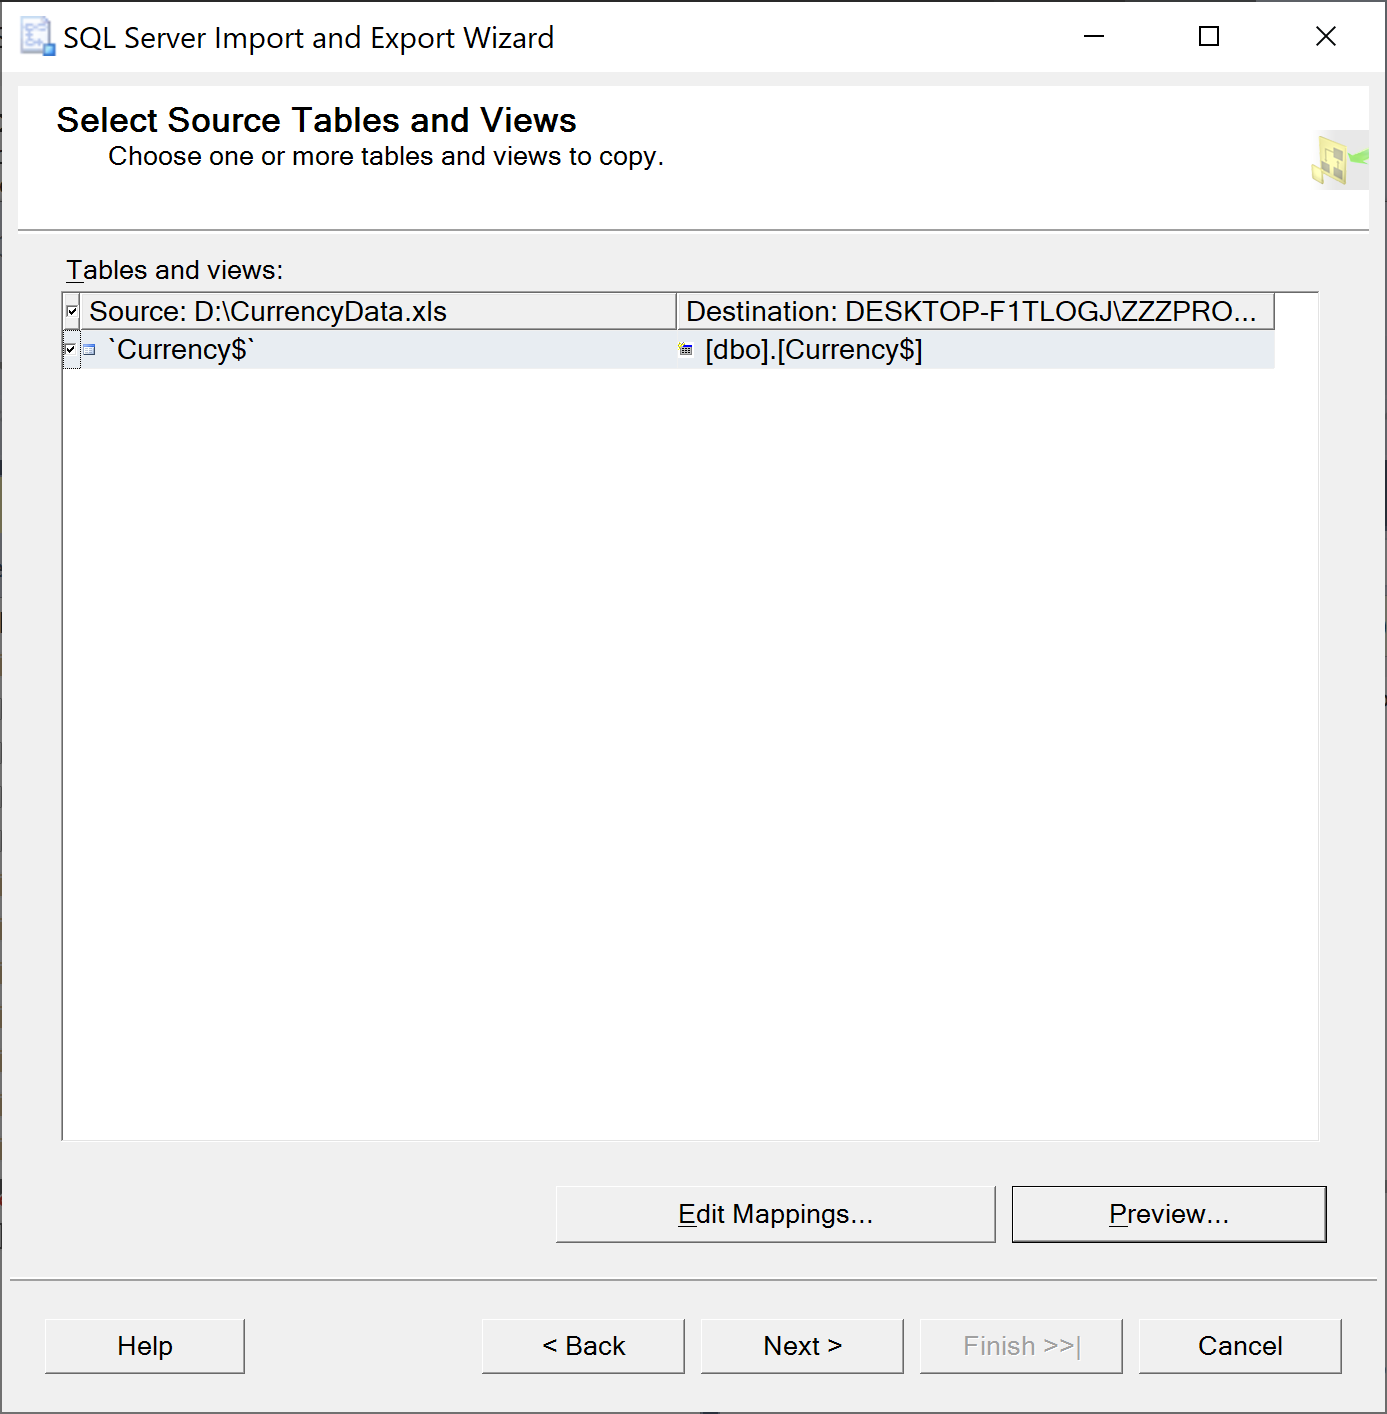 SQL Server Import and Export Wizard
Select Source Tables and Views
Choose one or more tables and views to copy.
Tables and views:
Source: D:\CurrencyData.xls Destination: DESKTOP-F1TLOGJ\ZZZPRO...
`Currency$` [dbo].[Currency$]
Edit Mappings... Preview...
Help < Back Next > Finish >>| Cancel